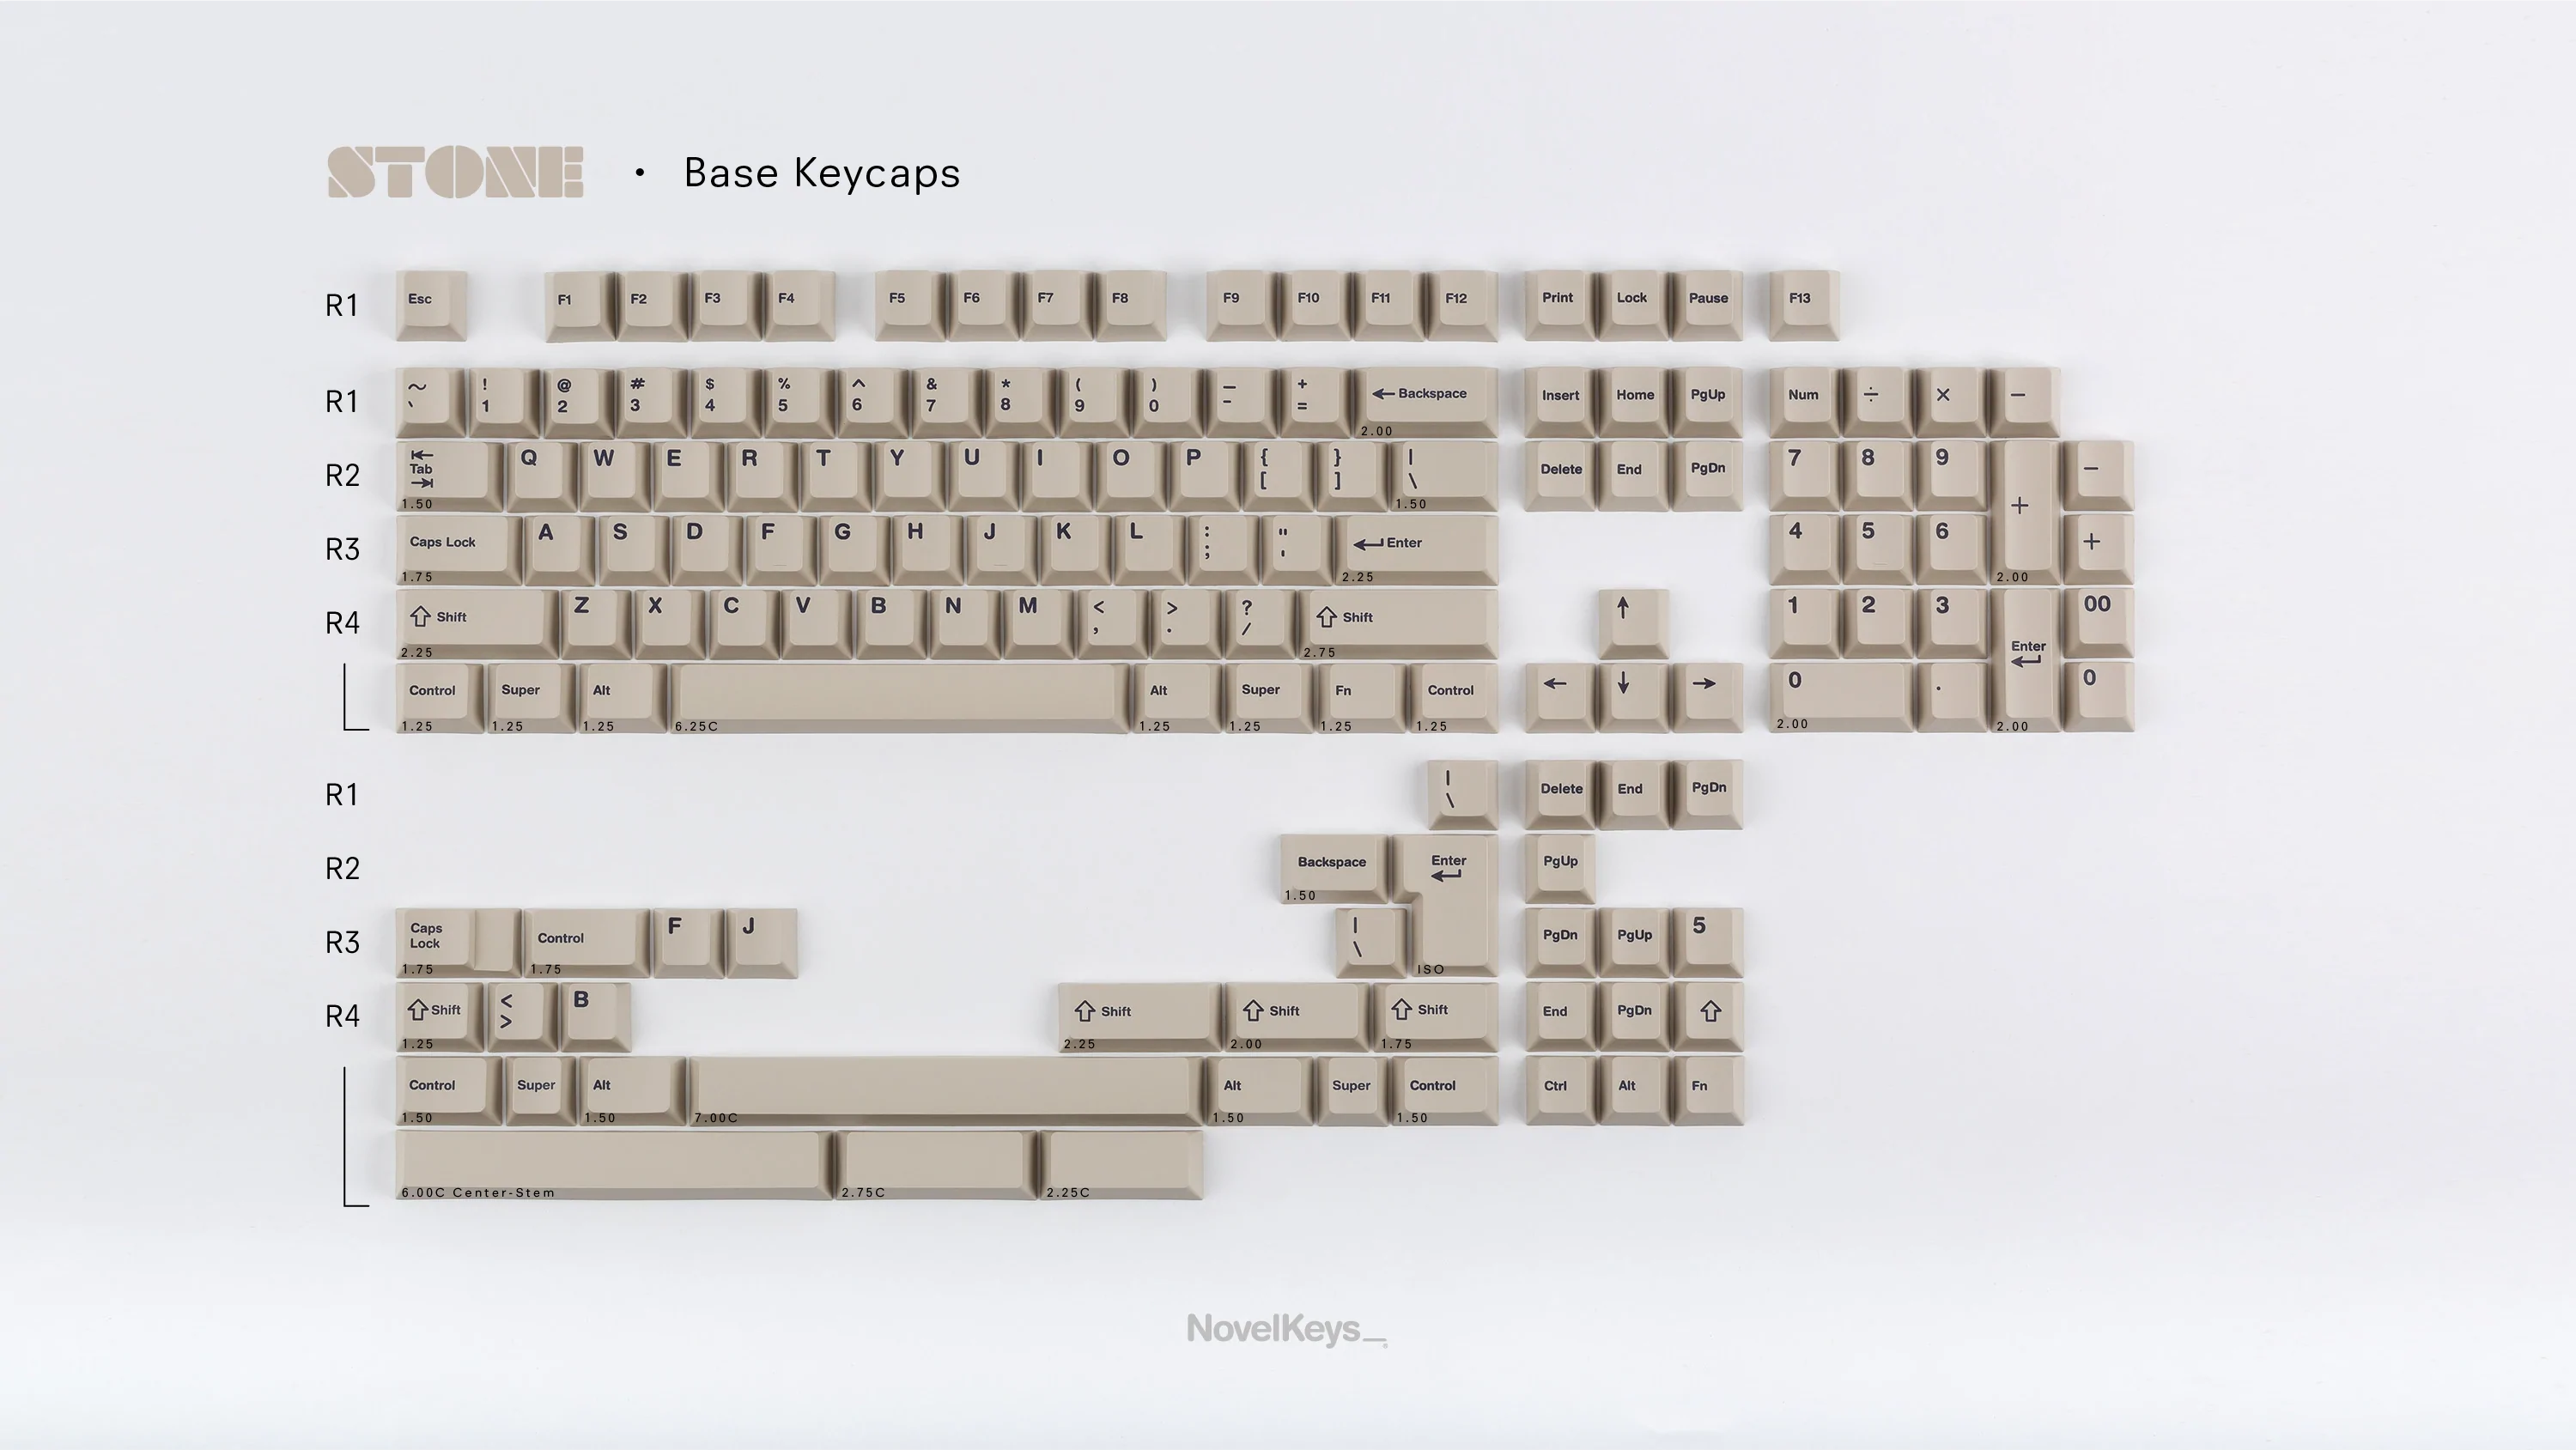 STONE • Base Keycaps
R1 Esc F1 F2 F3 F4 F5 F6 F7 F8 F9 F10 F11 F12 Print Lock Pause F13
R1 ~ ` ! 1 @ 2 # 3 $ 4 % 5 ^ 6 & 7 * 8 ( 9 ) 0 _ - + = ← Backspace 2.00 Insert Home PgUp Num ÷ × −
R2 Tab 1.50 Q W E R T Y U I O P { [ } ] | \ 1.50 Delete End PgDn 7 8 9 + 2.00 −
R3 Caps Lock 1.75 A S D F G H J K L : ; " ' Enter 2.25 4 5 6 +
R4 Shift 2.25 Z X C V B N M < , > . ? / Shift 2.75 ↑ 1 2 3 Enter 2.00 00
Control 1.25 Super 1.25 Alt 1.25 6.25C Alt 1.25 Super 1.25 Fn 1.25 Control 1.25 ← ↓ → 0 2.00 . 0
R1 | \ Delete End PgDn
R2 Backspace 1.50 Enter ISO PgUp
R3 Caps Lock 1.75 Control 1.75 F J | \ PgDn PgUp 5
R4 Shift 1.25 < > B Shift 2.25 Shift 2.00 Shift 1.75 End PgDn
Control 1.50 Super Alt 1.50 7.00C Alt 1.50 Super Control 1.50 Ctrl Alt Fn
6.00C Center-Stem 2.75C 2.25C
NovelKeys_